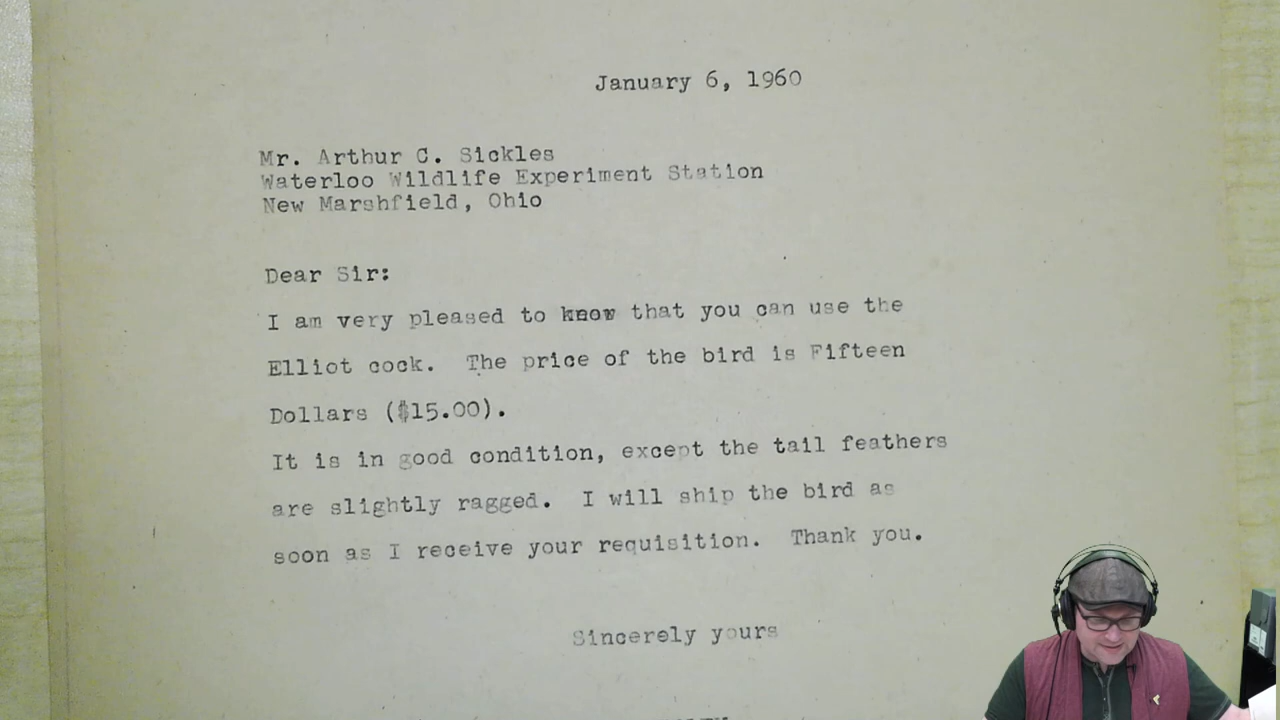 January 6, 1960
Mr. Arthur C. Sickles
Waterloo Wildlife Experiment Station
New Marshfield, Ohio
Dear Sir:
I am very pleased to know that you can use the
Elliot cock. The price of the bird is Fifteen
Dollars ($15.00).
It is in good condition, except the tail feathers
are slightly ragged. I will ship the bird as
soon as I receive your requisition. Thank you.
Sincerely yours